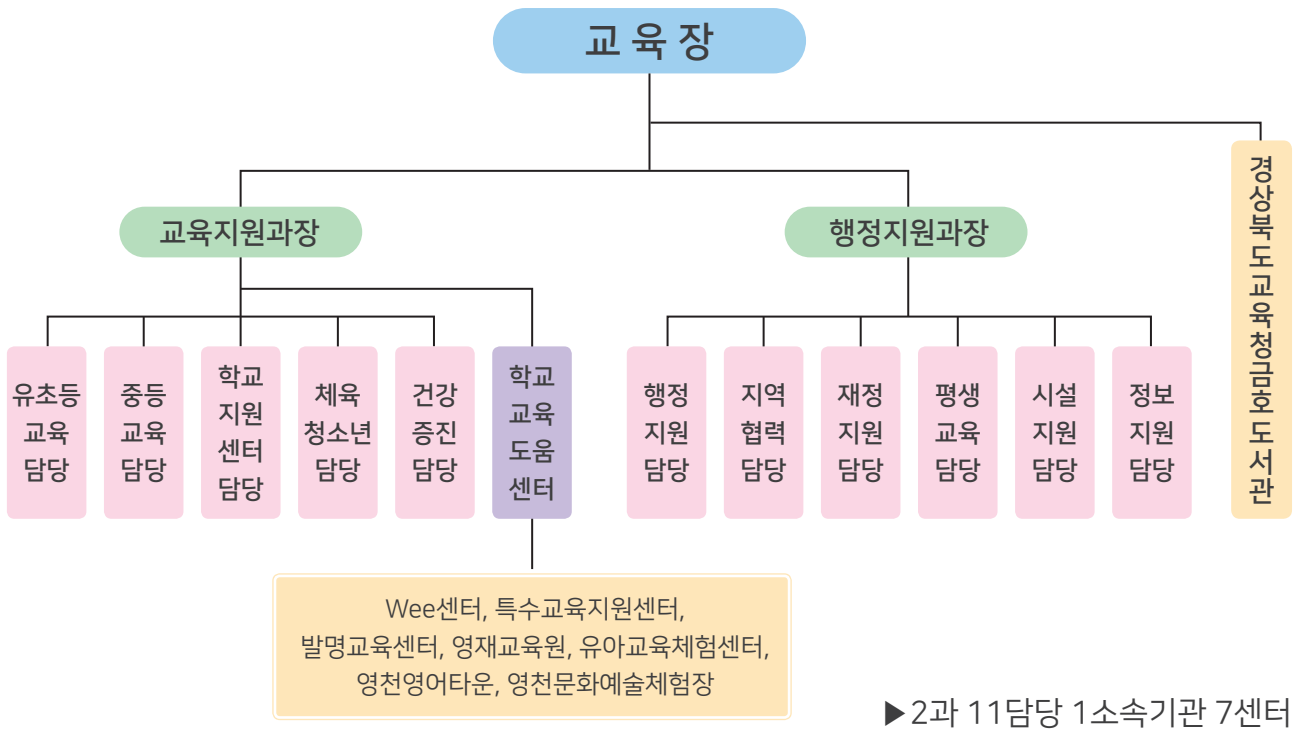 교육장
경상북도교육청금호도서관
교육지원과장
행정지원과장
유초등
교육
담당
중등
교육
담당
학교
지원
센터
담당
체육
청소년
담당
건강
증진
담당
학교
교육
도움
센터
행정
지원
담당
지역
협력
담당
재정
지원
담당
평생
교육
담당
시설
지원
담당
정보
지원
담당
Wee센터, 특수교육지원센터,
발명교육센터, 영재교육원, 유아교육체험센터,
영천영어타운, 영천문화예술체험장
▶2과 11담당 1소속기관 7센터